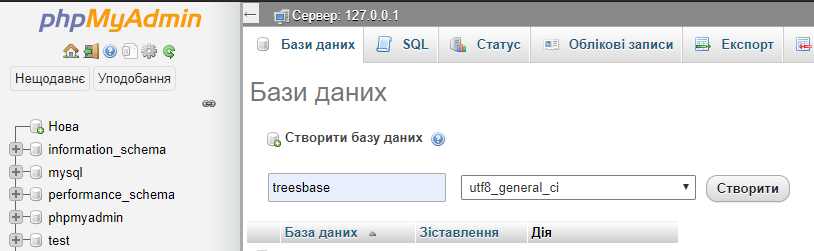 phpMyAdmin
Нещодавнє Уподобання
Нова
information_schema
mysql
performance_schema
phpmyadmin
test
Сервер: 127.0.0.1
Бази даних SQL Статус Облікові записи Експорт
Бази даних
Створити базу даних
treesbase utf8_general_ci Створити
База даних Зіставлення Дія